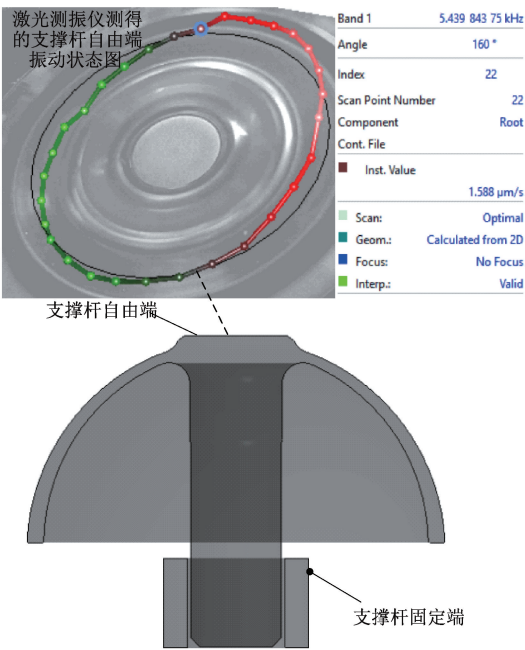 激光测振仪测得
的支撑杆自由端
振动状态图
Band 1 5.439 843 75 kHz
Angle 160 °
Index 22
Scan Point Number 22
Component Root
Cont. File
Inst. Value
1.588 μm/s
Scan: Optimal
Geom.: Calculated from 2D
Focus: No Focus
Interp.: Valid
支撑杆自由端
支撑杆固定端